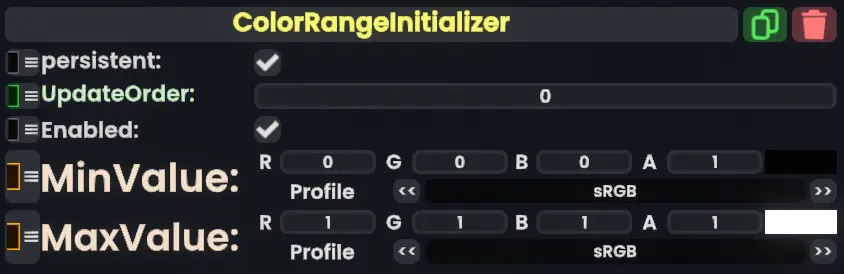 ColorRangeInitializer
persistent:
UpdateOrder: 0
Enabled:
MinValue: R 0 G 0 B 0 A 1
Profile << sRGB >>
MaxValue: R 1 G 1 B 1 A 1
Profile << sRGB >>